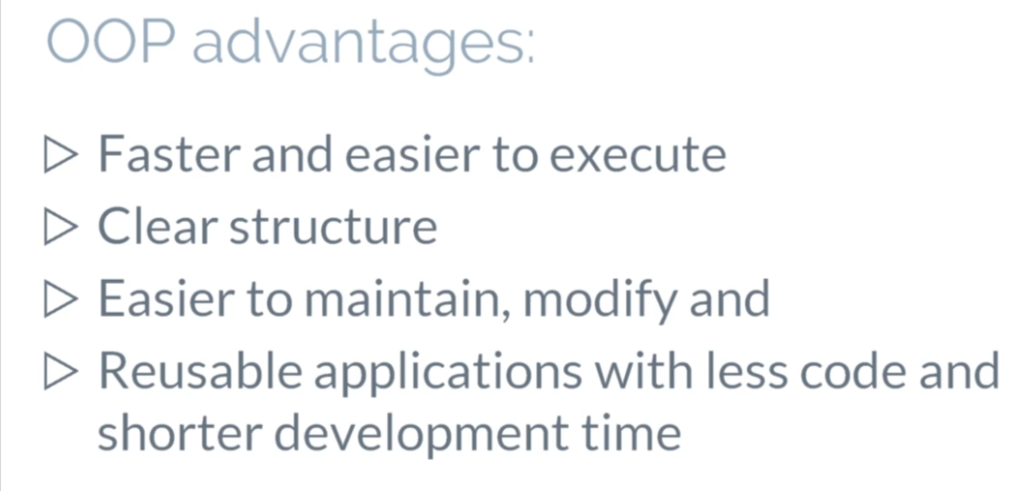 OOP advantages:
▷ Faster and easier to execute
▷ Clear structure
▷ Easier to maintain, modify and
▷ Reusable applications with less code and
shorter development time